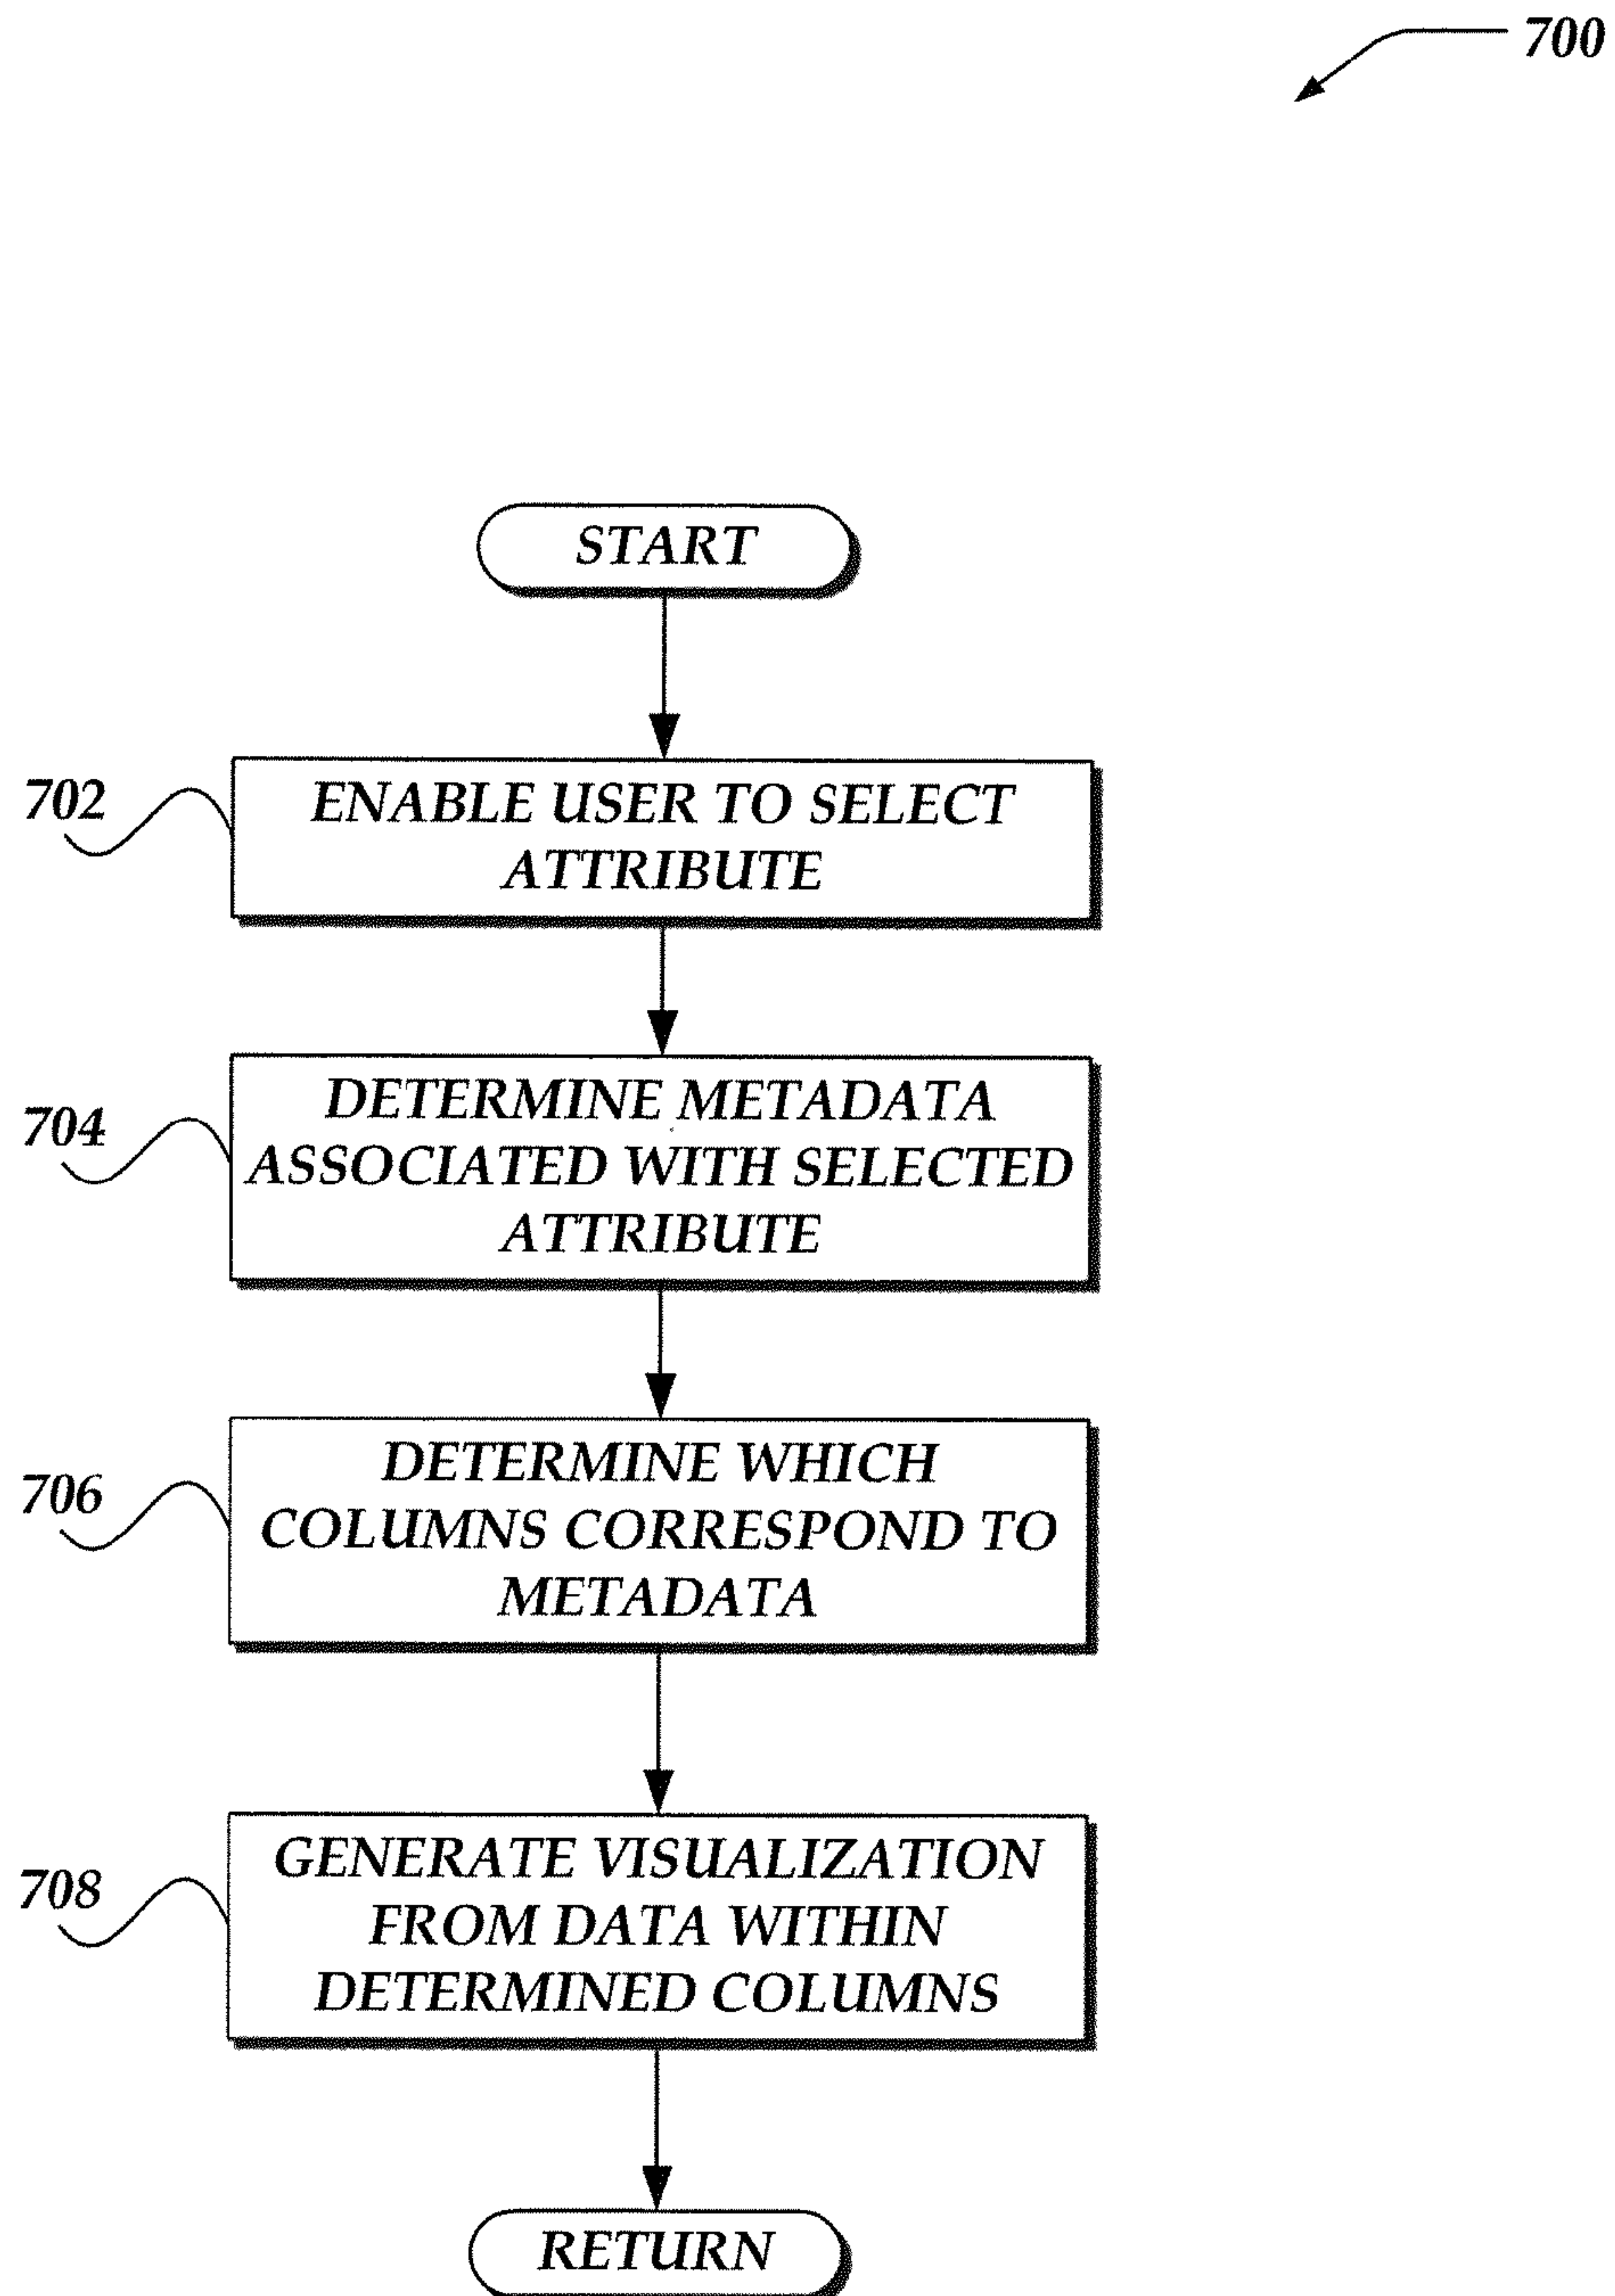 700
START
702
ENABLE USER TO SELECT
ATTRIBUTE
704
DETERMINE METADATA
ASSOCIATED WITH SELECTED
ATTRIBUTE
706
DETERMINE WHICH
COLUMNS CORRESPOND TO
METADATA
708
GENERATE VISUALIZATION
FROM DATA WITHIN
DETERMINED COLUMNS
RETURN